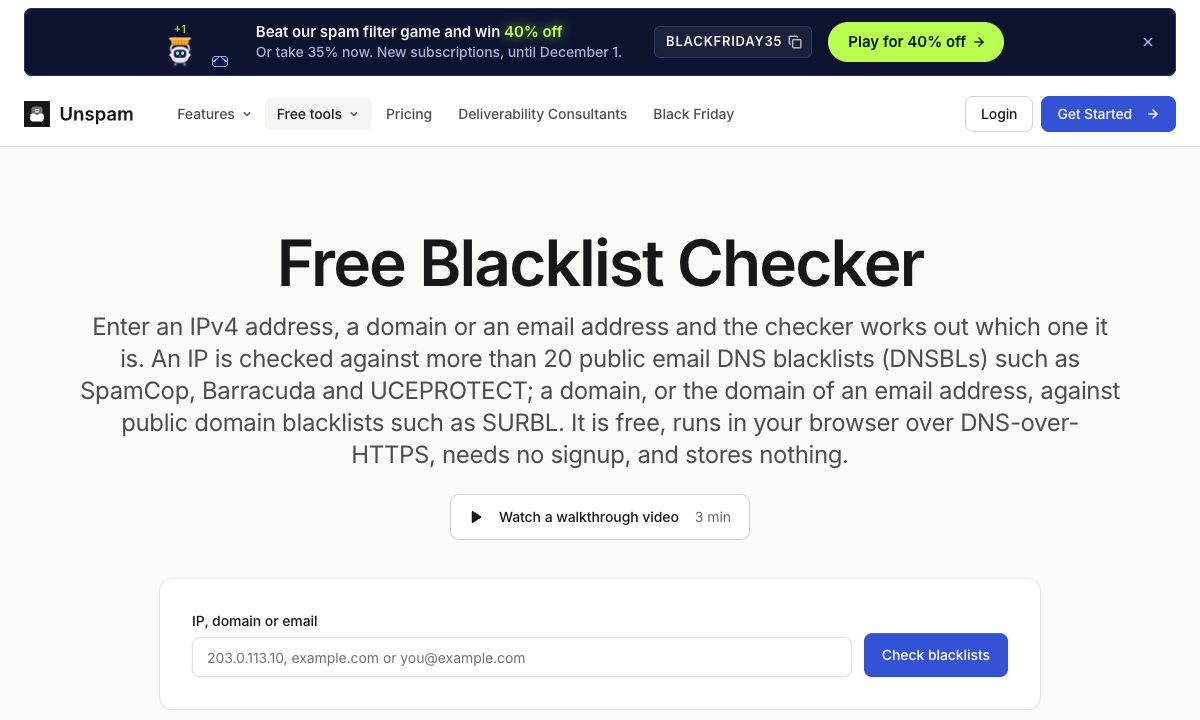 +1
Beat our spam filter game and win 40% off
Or take 35% now. New subscriptions, until December 1.
BLACKFRIDAY35
Play for 40% off →
Unspam
Features
Free tools
Pricing
Deliverability Consultants
Black Friday
Login
Get Started →
Free Blacklist Checker
Enter an IPv4 address, a domain or an email address and the checker works out which one it
is. An IP is checked against more than 20 public email DNS blacklists (DNSBLs) such as
SpamCop, Barracuda and UCEPROTECT; a domain, or the domain of an email address, against
public domain blacklists such as SURBL. It is free, runs in your browser over DNS-over-
HTTPS, needs no signup, and stores nothing.
Watch a walkthrough video 3 min
IP, domain or email
203.0.113.10, example.com or you@example.com
Check blacklists